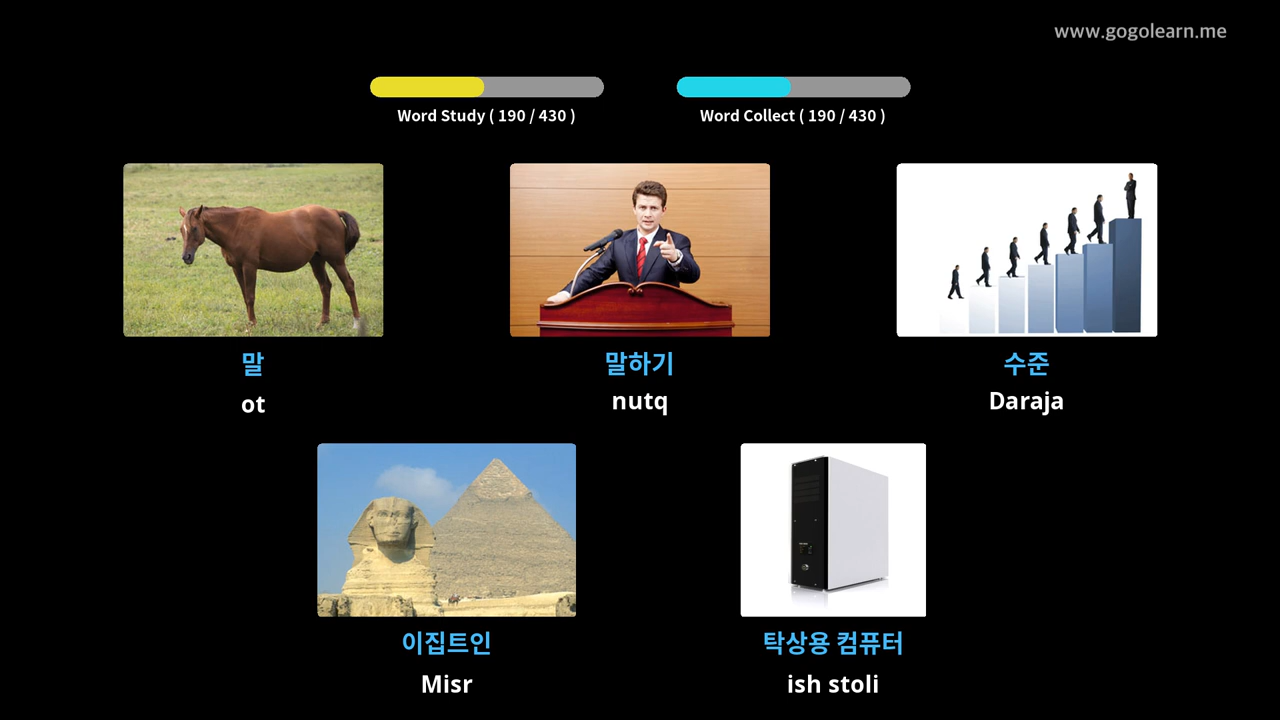 www.gogolearn.me
Word Study ( 190 / 430 )
Word Collect ( 190 / 430 )
말
ot
말하기
nutq
수준
Daraja
이집트인
Misr
탁상용 컴퓨터
ish stoli